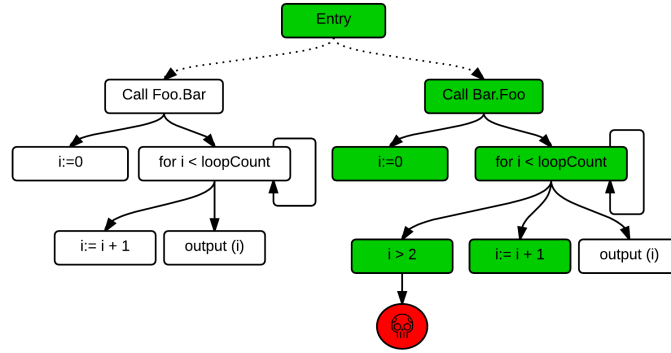 Entry
Call Foo.Bar
Call Bar.Foo
i:=0
for i < loopCount
i:=0
for i < loopCount
i:= i + 1
output (i)
i > 2
i:= i + 1
output (i)